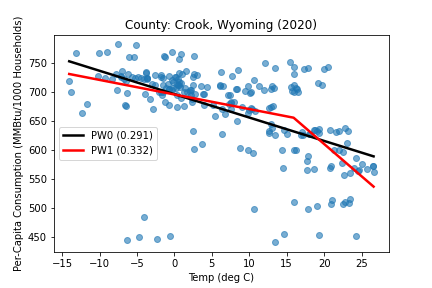 County: Crook, Wyoming (2020)
Per-Capita Consumption (MMBtu/1000 Households)
750
700
650
600
550
500
450
PW0 (0.291)
PW1 (0.332)
−15 −10 −5 0 5 10 15 20 25
Temp (deg C)